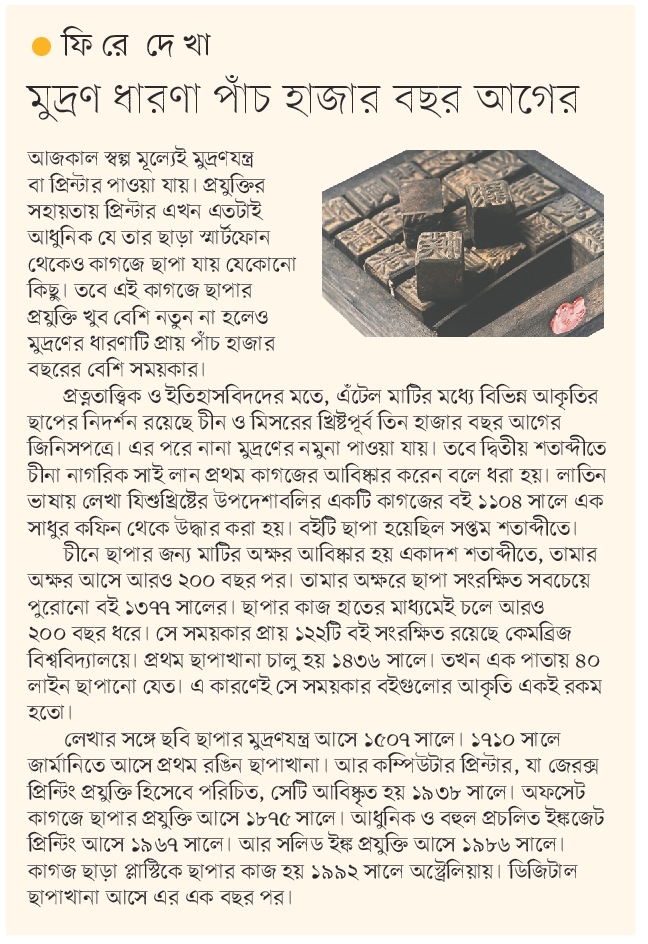 ফিরে দেখা
মুদ্রণ ধারণা পাঁচ হাজার বছর আগের
আজকাল স্বল্প মূল্যেই মুদ্রণযন্ত্র
বা প্রিন্টার পাওয়া যায়। প্রযুক্তির
সহায়তায় প্রিন্টার এখন এতটাই
আধুনিক যে তার ছাড়া স্মার্টফোন
থেকেও কাগজে ছাপা যায় যেকোনো
কিছু। তবে এই কাগজে ছাপার
প্রযুক্তি খুব বেশি নতুন না হলেও
মুদ্রণের ধারণাটি প্রায় পাঁচ হাজার
বছরের বেশি সময়কার।
প্রত্নতাত্ত্বিক ও ইতিহাসবিদদের মতে, এঁটেল মাটির মধ্যে বিভিন্ন আকৃতির
ছাপের নিদর্শন রয়েছে চীন ও মিসরের খ্রিষ্টপূর্ব তিন হাজার বছর আগের
জিনিসপত্রে। এর পরে নানা মুদ্রণের নমুনা পাওয়া যায়। তবে দ্বিতীয় শতাব্দীতে
চীনা নাগরিক সাই লান প্রথম কাগজের আবিষ্কার করেন বলে ধরা হয়। লাতিন
ভাষায় লেখা যিশুখ্রিষ্টের উপদেশাবলির একটি কাগজের বই ১১০৪ সালে এক
সাধুর কফিন থেকে উদ্ধার করা হয়। বইটি ছাপা হয়েছিল সপ্তম শতাব্দীতে।
চীনে ছাপার জন্য মাটির অক্ষর আবিষ্কার হয় একাদশ শতাব্দীতে, তামার
অক্ষর আসে আরও ২০০ বছর পর। তামার অক্ষরে ছাপা সংরক্ষিত সবচেয়ে
পুরোনো বই ১৩৭৭ সালের। ছাপার কাজ হাতের মাধ্যমেই চলে আরও
২০০ বছর ধরে। সে সময়কার প্রায় ১২২টি বই সংরক্ষিত রয়েছে কেমব্রিজ
বিশ্ববিদ্যালয়ে। প্রথম ছাপাখানা চালু হয় ১৪৩৬ সালে। তখন এক পাতায় ৪০
লাইন ছাপানো যেত। এ কারণেই সে সময়কার বইগুলোর আকৃতি একই রকম
হতো।
লেখার সঙ্গে ছবি ছাপার মুদ্রণযন্ত্র আসে ১৫০৭ সালে। ১৭১০ সালে
জার্মানিতে আসে প্রথম রঙিন ছাপাখানা। আর কম্পিউটার প্রিন্টার, যা জেরক্স
প্রিন্টিং প্রযুক্তি হিসেবে পরিচিত, সেটি আবিষ্কৃত হয় ১৯৩৮ সালে। অফসেট
কাগজে ছাপার প্রযুক্তি আসে ১৮৭৫ সালে। আধুনিক ও বহুল প্রচলিত ইঙ্কজেট
প্রিন্টিং আসে ১৯৬৭ সালে। আর সলিড ইঙ্ক প্রযুক্তি আসে ১৯৮৬ সালে।
কাগজ ছাড়া প্লাস্টিকে ছাপার কাজ হয় ১৯৯২ সালে অস্ট্রেলিয়ায়। ডিজিটাল
ছাপাখানা আসে এর এক বছর পর।